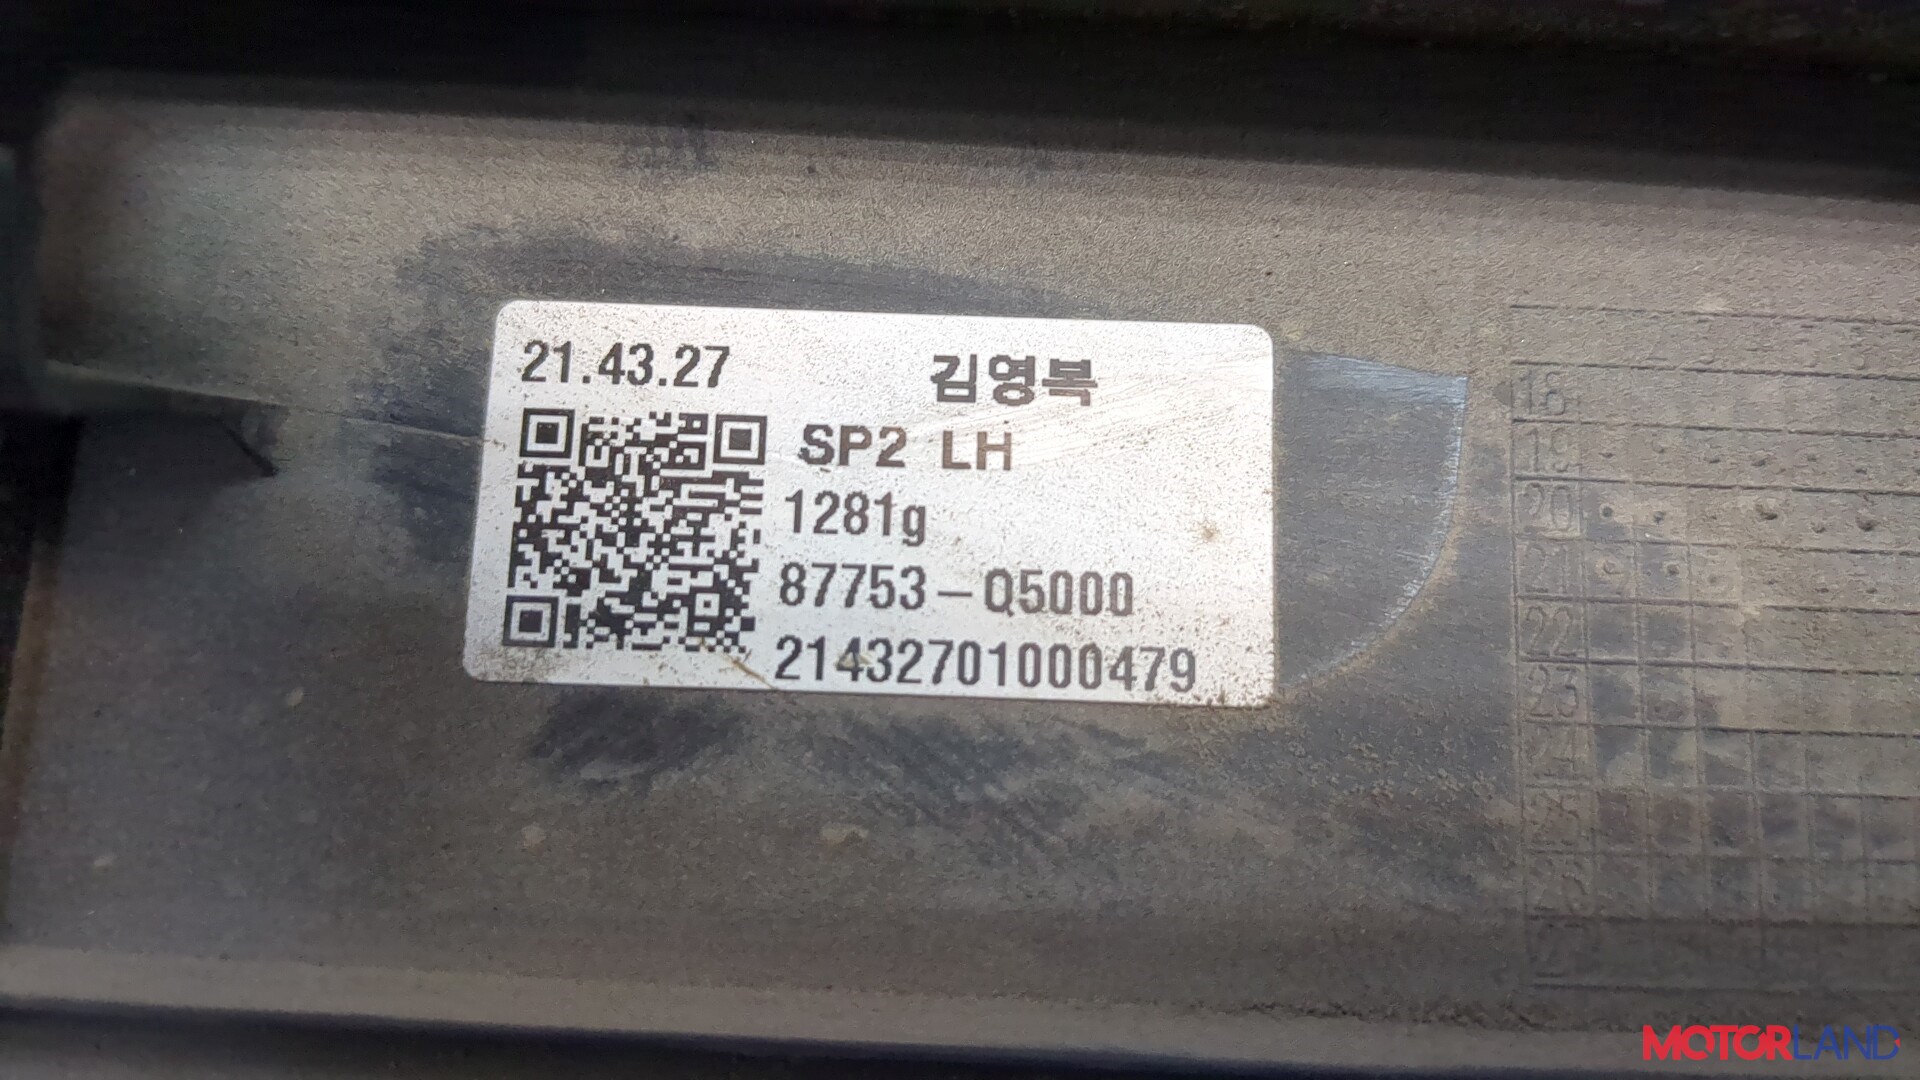 21.43.27 김영복
SP2 LH
1281g
87753-Q5000
21432701000479
18
19
20
21
22
23
24
25
MOTORLAND